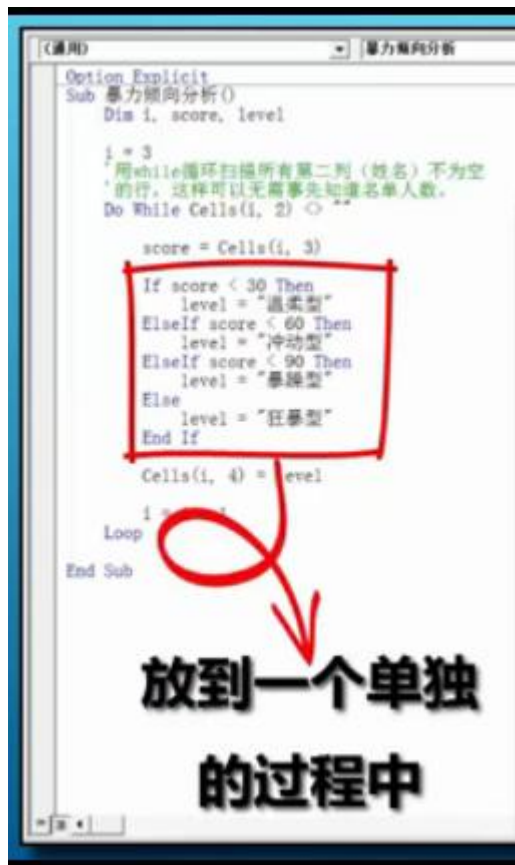 (通用)
暴力倾向分析
Option Explicit
Sub 暴力倾向分析()
Dim i, score, level
i = 3
'用while循环扫描所有第二列（姓名）不为空
'的行。这样可以无需事先知道名单人数。
Do While Cells(i, 2) <> ""
score = Cells(i, 3)
If score < 30 Then
level = "温柔型"
ElseIf score < 60 Then
level = "冲动型"
ElseIf score < 90 Then
level = "暴躁型"
Else
level = "狂暴型"
End If
Cells(i, 4) = level
i =
Loop
End Sub
放到一个单独
的过程中